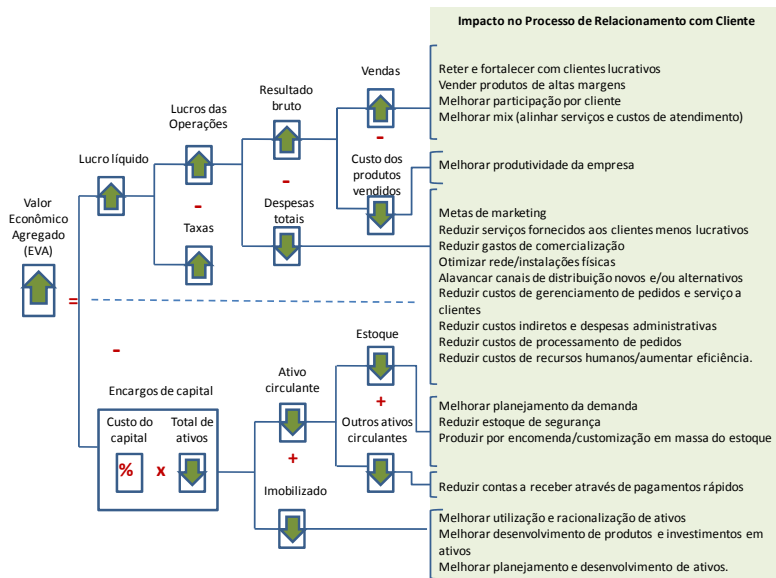 Impacto no Processo de Relacionamento com Cliente
Vendas
Reter e fortalecer com clientes lucrativos
Vender produtos de altas margens
Melhorar participação por cliente
Melhorar mix (alinhar serviços e custos de atendimento)
Resultado
bruto
Lucros das
Operações
-
Lucro líquido
Custo dos
produtos
vendidos
Melhorar produtividade da empresa
-
-
Valor
Econômico
Agregado
(EVA)
Taxas
Despesas
totais
Metas de marketing
Reduzir serviços fornecidos aos clientes menos lucrativos
Reduzir gastos de comercialização
Otimizar rede/instalações físicas
Alavancar canais de distribuição novos e/ou alternativos
Reduzir custos de gerenciamento de pedidos e serviço a
clientes
Reduzir custos indiretos e despesas administrativas
Reduzir custos de processamento de pedidos
Reduzir custos de recursos humanos/aumentar eficiência.
=
-
Estoque
Encargos de capital
Ativo
circulante
+
Custo do
capital
Total de
ativos
Outros ativos
circulantes
Melhorar planejamento da demanda
Reduzir estoque de segurança
Produzir por encomenda/customização em massa do estoque
%
x
+
Reduzir contas a receber através de pagamentos rápidos
Imobilizado
Melhorar utilização e racionalização de ativos
Melhorar desenvolvimento de produtos e investimentos em
ativos
Melhorar planejamento e desenvolvimento de ativos.